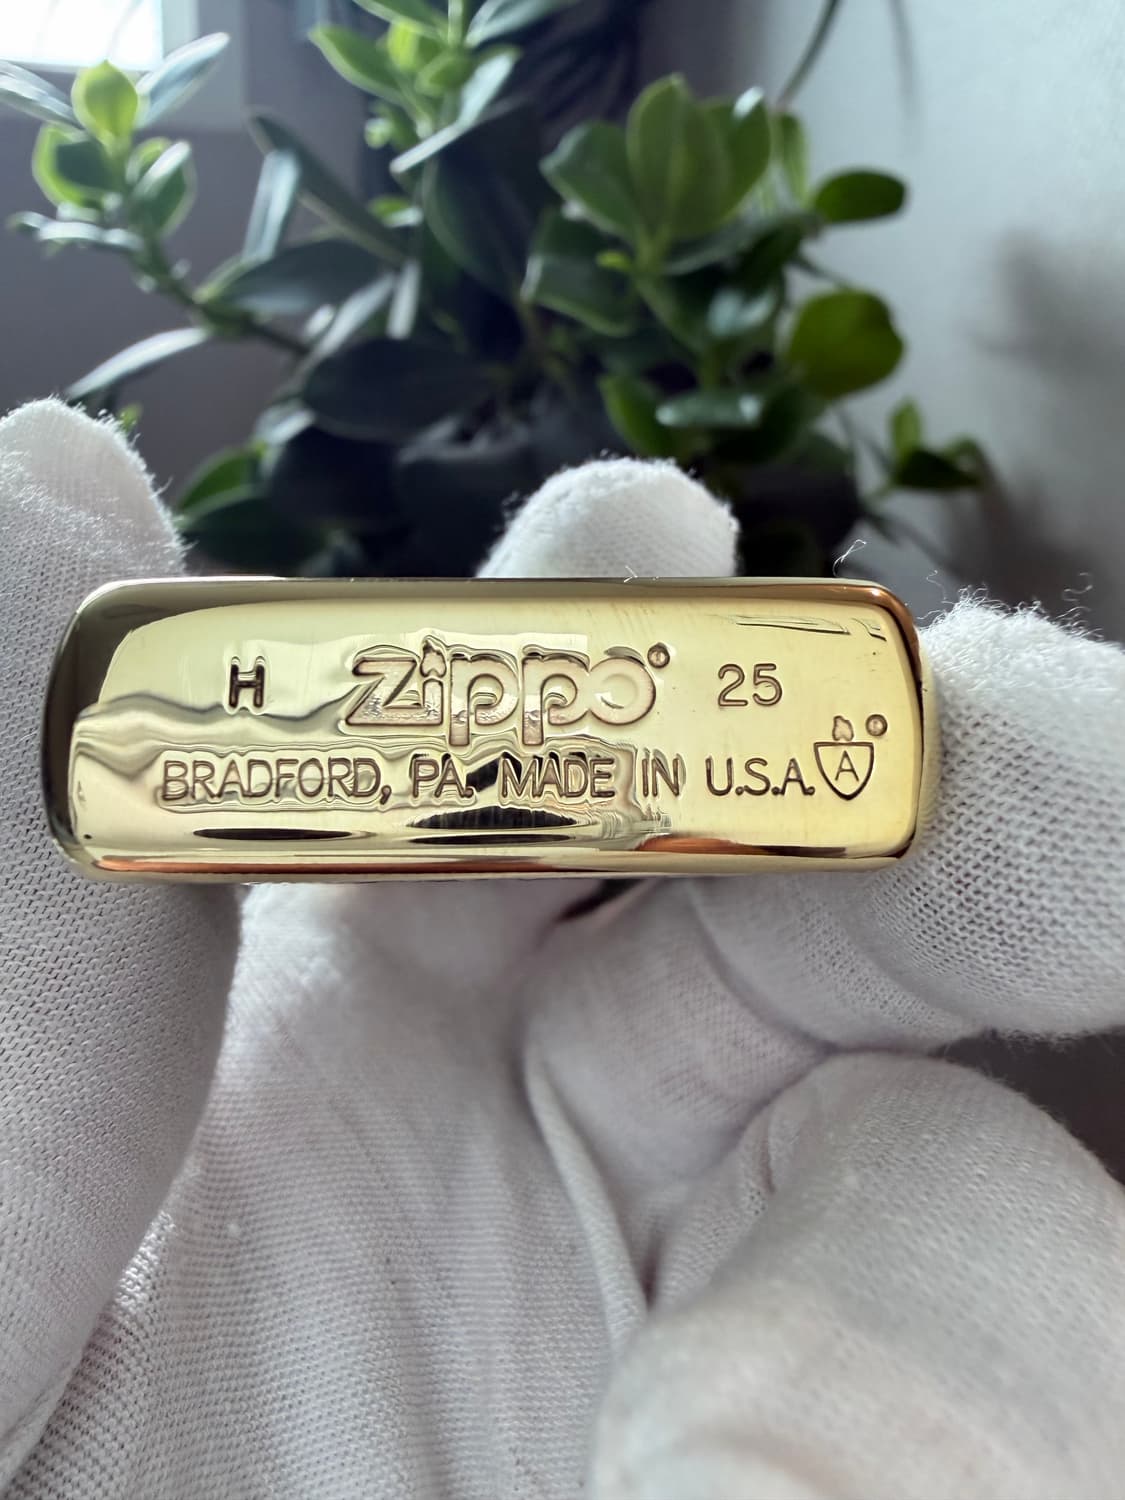 H Zippo 25
BRADFORD, PA. MADE IN U.S.A. A